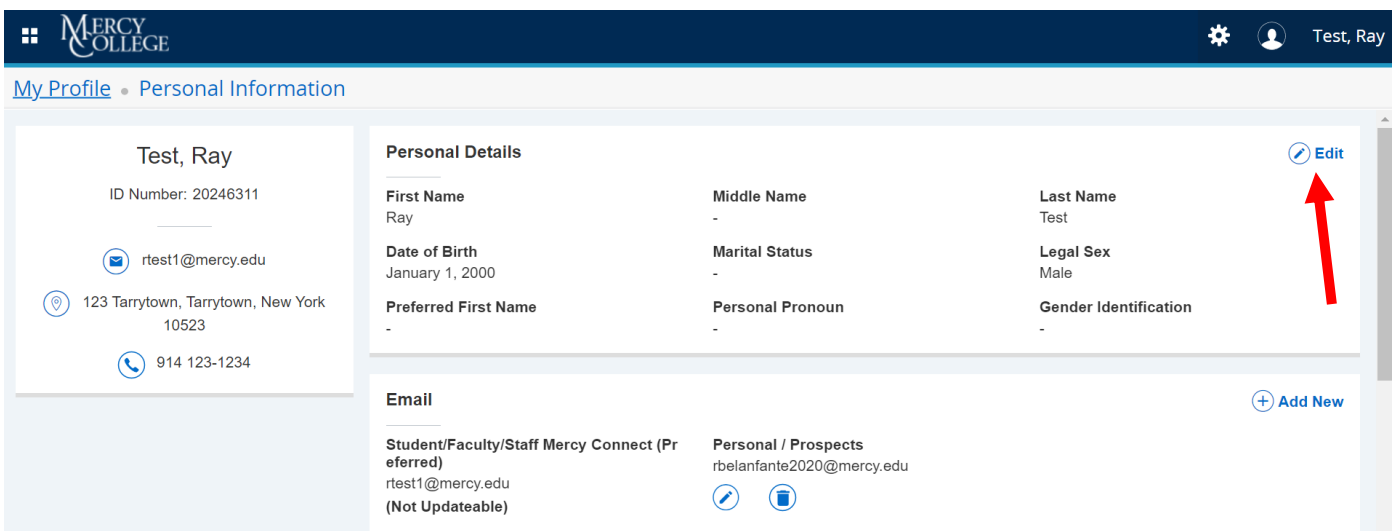 MERCY COLLEGE
Test, Ray
My Profile • Personal Information
Test, Ray
ID Number: 20246311
rtest1@mercy.edu
123 Tarrytown, Tarrytown, New York
10523
914 123-1234
Personal Details
Edit
First Name
Ray
Middle Name
-
Last Name
Test
Date of Birth
January 1, 2000
Marital Status
-
Legal Sex
Male
Preferred First Name
-
Personal Pronoun
-
Gender Identification
-
Email
Add New
Student/Faculty/Staff Mercy Connect (Pr
eferred)
rtest1@mercy.edu
(Not Updateable)
Personal / Prospects
rbelanfante2020@mercy.edu